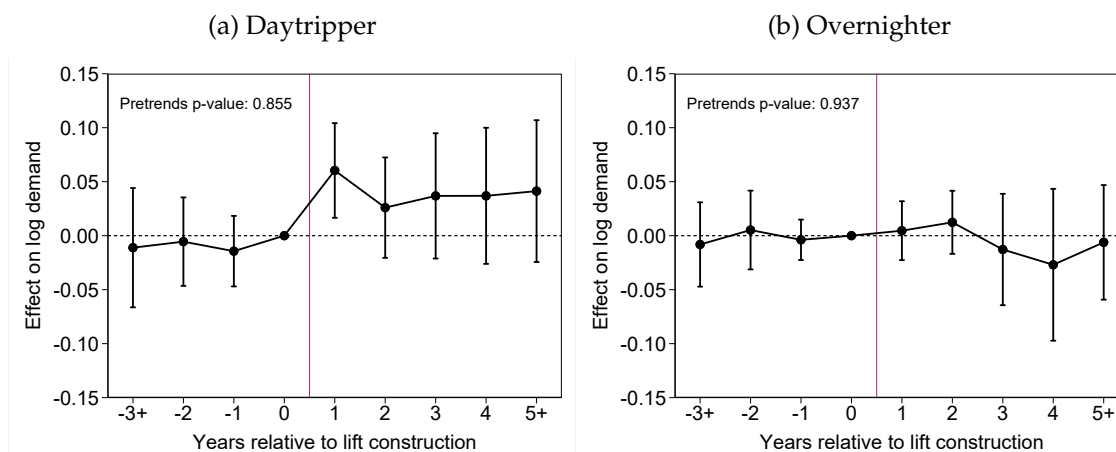 (a) Daytripper
Effect on log demand
0.15
0.10
0.05
0.00
-0.05
-0.10
-0.15
Pretrends p-value: 0.855
-3+ -2 -1 0 1 2 3 4 5+
Years relative to lift construction
(b) Overnighter
Effect on log demand
0.15
0.10
0.05
0.00
-0.05
-0.10
-0.15
Pretrends p-value: 0.937
-3+ -2 -1 0 1 2 3 4 5+
Years relative to lift construction